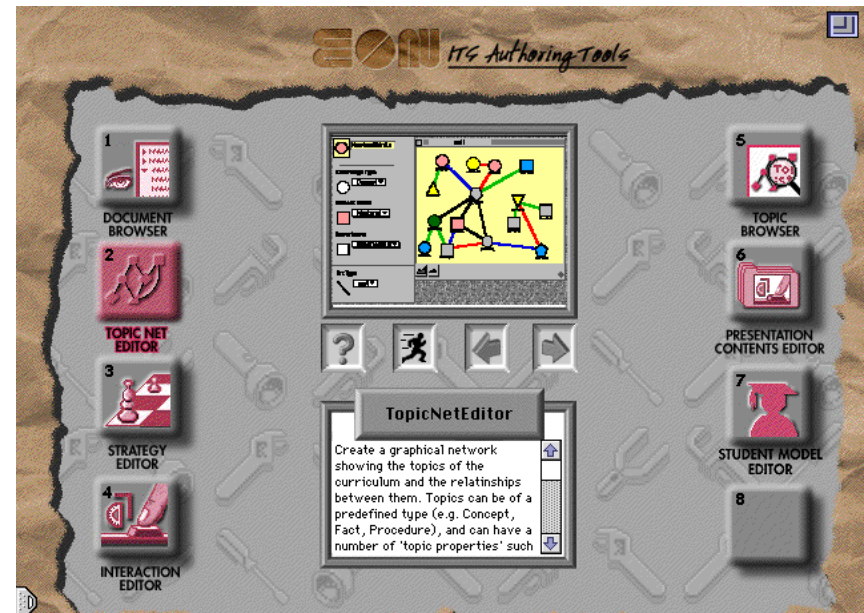 EON ITS Authoring Tools
1
DOCUMENT
BROWSER
2
TOPIC NET
EDITOR
3
STRATEGY
EDITOR
4
INTERACTION
EDITOR
TopicNetEditor
Create a graphical network
showing the topics of the
curriculum and the relatinships
between them. Topics can be of a
predefined type (e.g. Concept,
Fact, Procedure), and can have a
number of 'topic properties' such
5
TOPIC
BROWSER
6
PRESENTATION
CONTENTS EDITOR
7
STUDENT MODEL
EDITOR
8